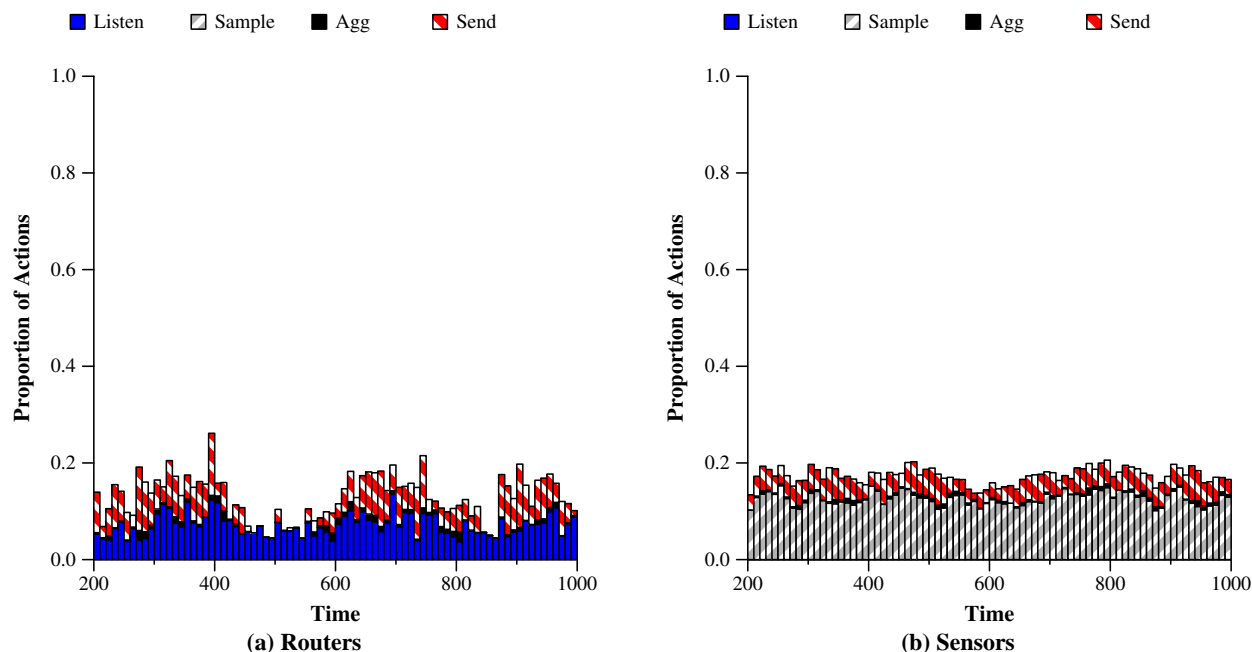 Listen Sample Agg Send
1.0
0.8
0.6
0.4
0.2
0.0
Proportion of Actions
200 400 600 800 1000
Time
(a) Routers
Listen Sample Agg Send
1.0
0.8
0.6
0.4
0.2
0.0
Proportion of Actions
200 400 600 800 1000
Time
(b) Sensors